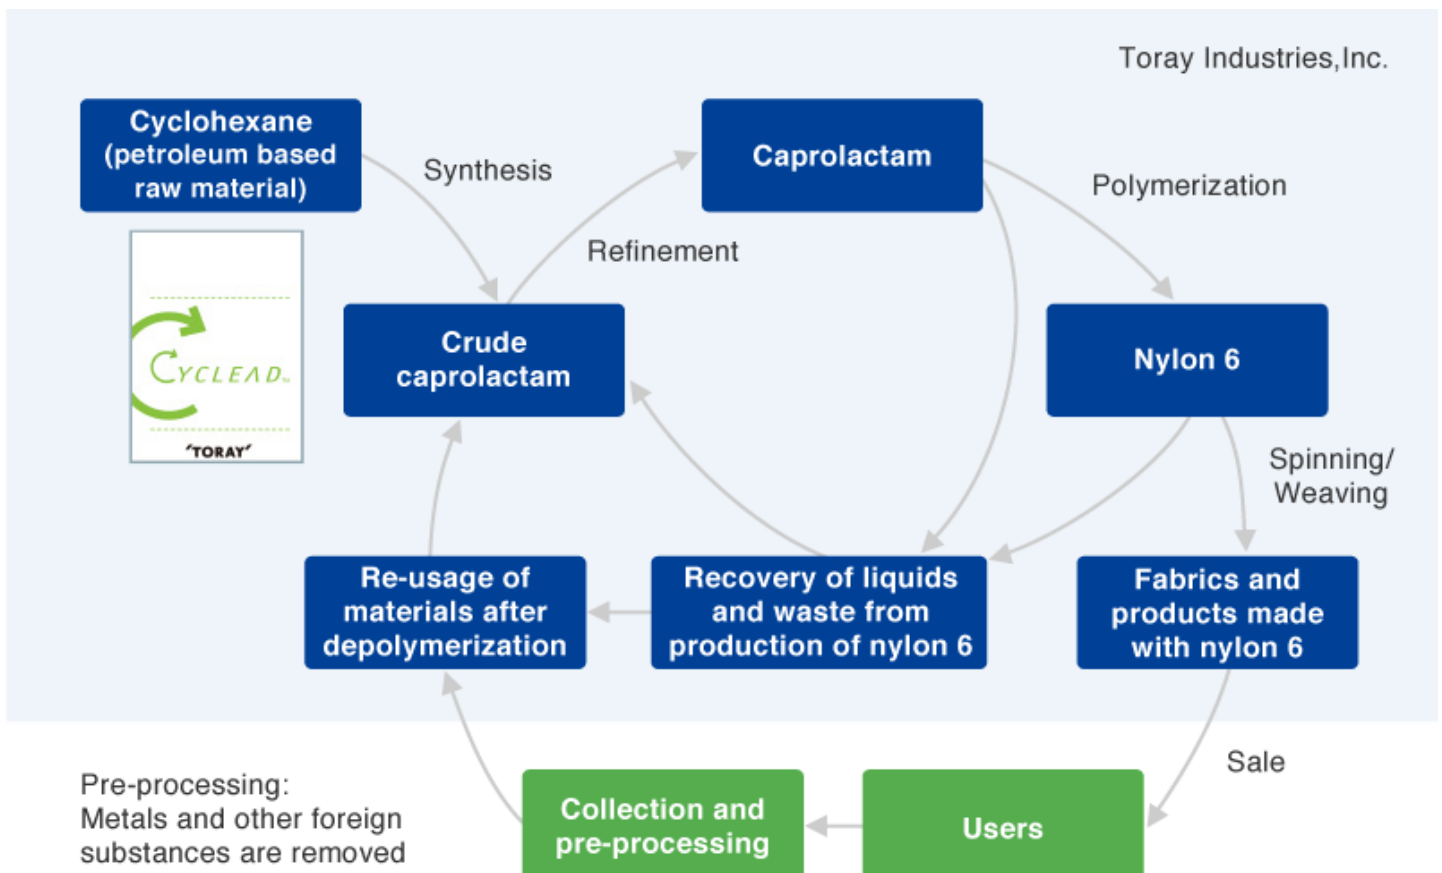 Toray Industries,Inc.
Cyclohexane
(petroleum based
raw material)
Synthesis
Caprolactam
Polymerization
Refinement
CYCLEAD™
"TORAY"
Crude
caprolactam
Nylon 6
Spinning/
Weaving
Re-usage of
materials after
depolymerization
Recovery of liquids
and waste from
production of nylon 6
Fabrics and
products made
with nylon 6
Sale
Pre-processing:
Metals and other foreign
substances are removed
Collection and
pre-processing
Users